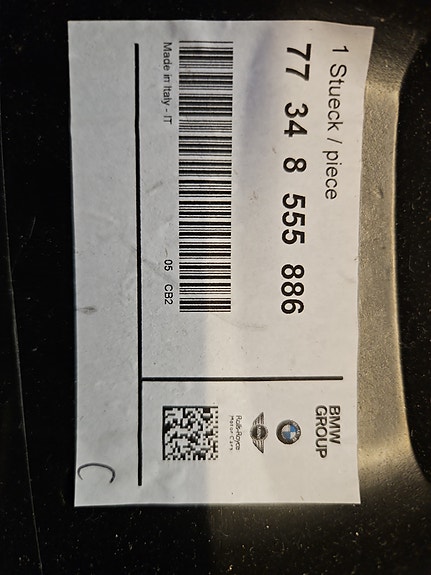 1 Stueck / piece
77 34 8 555 886
Made in Italy - IT
05 CB2
BMW
GROUP
Rolls-Royce
Motor Cars
C